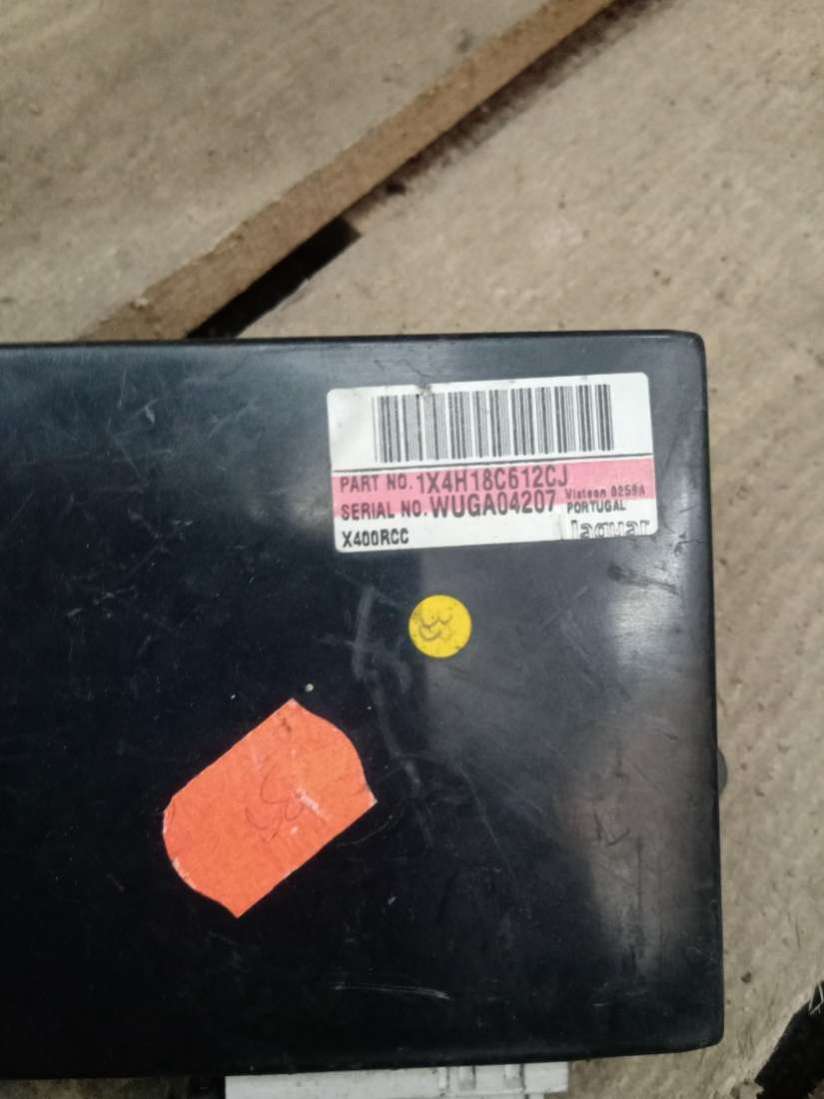 PART NO. 1X4H18C612CJ
SERIAL NO. WUGA04207 Visteon 0259A
PORTUGAL
X400RCC Jaguar